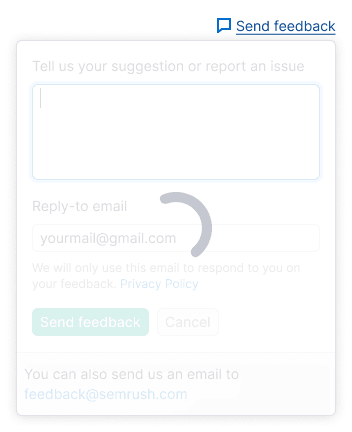 Send feedback
Tell us your suggestion or report an issue
Reply-to email
yourmail@gmail.com
We will only use this email to respond to you on
your feedback. Privacy Policy
Send feedback Cancel
You can also send us an email to
feedback@semrush.com